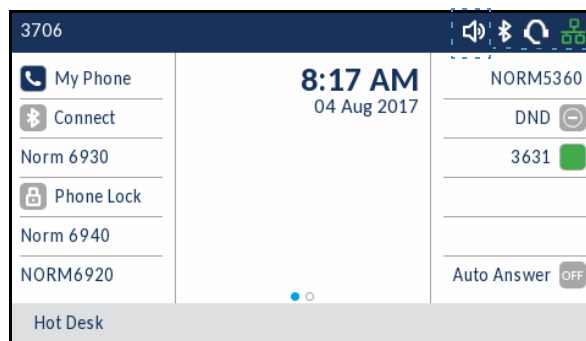 3706
My Phone
Connect
Norm 6930
Phone Lock
Norm 6940
NORM6920
8:17 AM
04 Aug 2017
NORM5360
DND
3631
Auto Answer OFF
Hot Desk